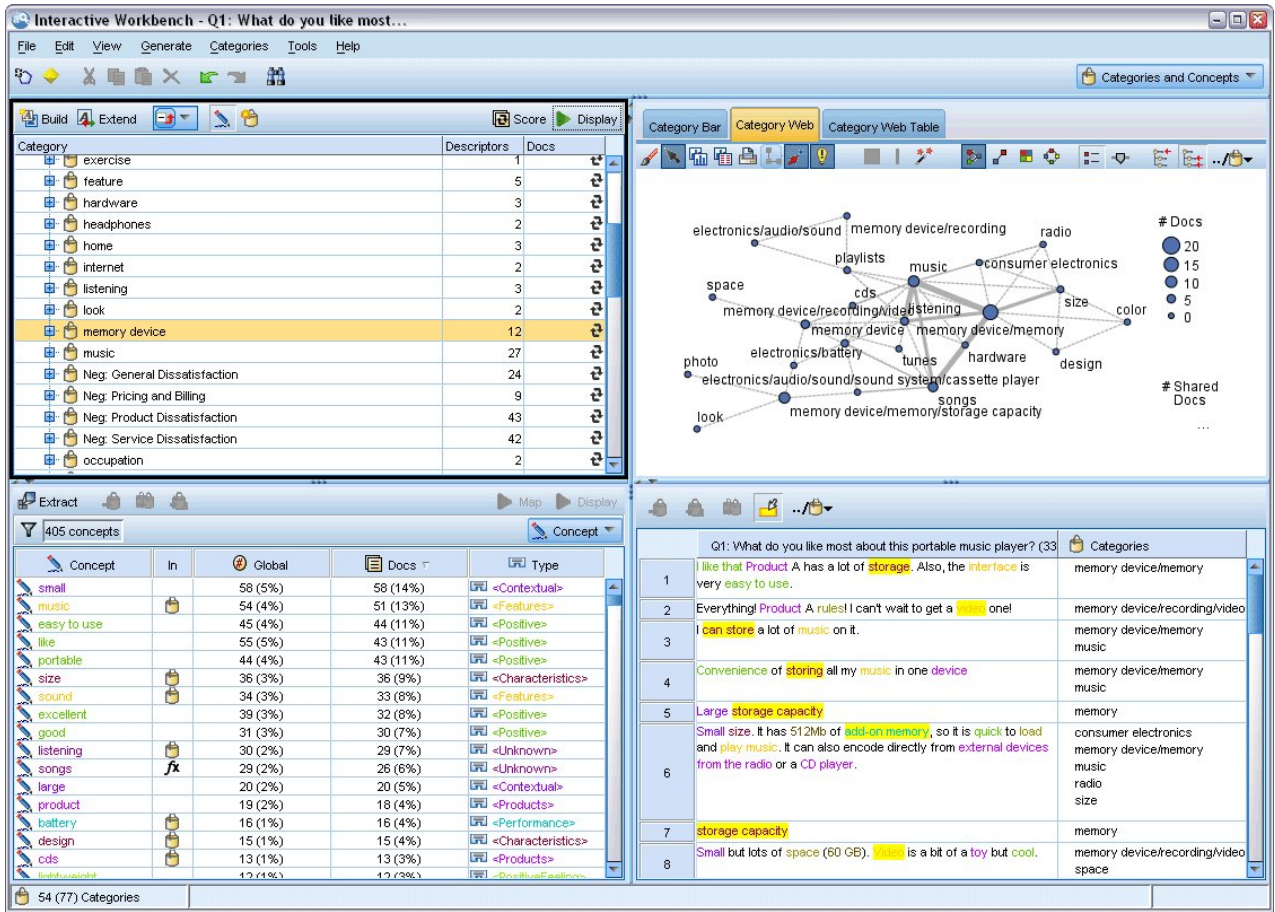 Interactive Workbench - Q1: What do you like most...
File Edit View Generate Categories Tools Help
Categories and Concepts
Build Extend Score Display
Category Descriptors Docs
exercise 1
feature 5
hardware 3
headphones 2
home 3
internet 2
listening 3
look 2
memory device 12
music 27
Neg: General Dissatisfaction 24
Neg: Pricing and Billing 9
Neg: Product Dissatisfaction 43
Neg: Service Dissatisfaction 42
occupation 2
Category Bar Category Web Category Web Table
../
electronics/audio/sound memory device/recording radio
playlists music consumer electronics
space cds size
memory device/recording/video listening color
memory device memory device/memory
electronics/battery tunes hardware design
photo
electronics/audio/sound/sound system/cassette player
songs
look memory device/memory/storage capacity
# Docs
20
15
10
5
0
# Shared
Docs
...
Extract Map Display
405 concepts Concept
Concept In Global Docs Type
small 58 (5%) 58 (14%) <Contextual>
music 54 (4%) 51 (13%) <Features>
easy to use 45 (4%) 44 (11%) <Positive>
like 55 (5%) 43 (11%) <Positive>
portable 44 (4%) 43 (11%) <Positive>
size 36 (3%) 36 (9%) <Characteristics>
sound 34 (3%) 33 (8%) <Features>
excellent 39 (3%) 32 (8%) <Positive>
good 31 (3%) 30 (7%) <Positive>
listening 30 (2%) 29 (7%) <Unknown>
songs fx 29 (2%) 26 (6%) <Unknown>
large 20 (2%) 20 (5%) <Contextual>
product 19 (2%) 18 (4%) <Products>
battery 16 (1%) 16 (4%) <Performance>
design 15 (1%) 15 (4%) <Characteristics>
cds 13 (1%) 13 (3%) <Products>
lightweight 12 (1%) 12 (3%) <PositiveFeeling>
../
Q1: What do you like most about this portable music player? (33 Categories
1 I like that Product A has a lot of storage. Also, the interface is memory device/memory
very easy to use.
2 Everything! Product A rules! I can't wait to get a video one! memory device/recording/video
3 I can store a lot of music on it. memory device/memory
music
4 Convenience of storing all my music in one device memory device/memory
music
5 Large storage capacity memory
6 Small size. It has 512Mb of add-on memory, so it is quick to load consumer electronics
and play music. It can also encode directly from external devices memory device/memory
from the radio or a CD player. music
radio
size
7 storage capacity memory
8 Small but lots of space (60 GB). Video is a bit of a toy but cool. memory device/recording/video
space
54 (77) Categories